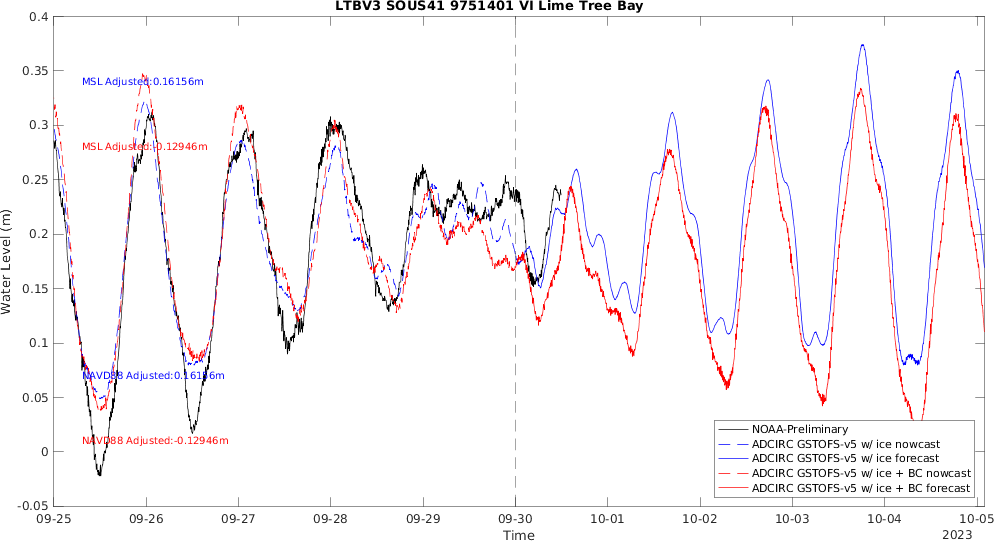 LTBV3 SOUS41 9751401 VI Lime Tree Bay
0.4
0.35
0.3
0.25
0.2
0.15
0.1
0.05
0
-0.05
Water Level (m)
MSL Adjusted:0.16156m
MSL Adjusted:-0.12946m
NAVD88 Adjusted:0.16156m
NAVD88 Adjusted:-0.12946m
NOAA-Preliminary
ADCIRC GSTOFS-v5 w/ ice nowcast
ADCIRC GSTOFS-v5 w/ ice forecast
ADCIRC GSTOFS-v5 w/ ice + BC nowcast
ADCIRC GSTOFS-v5 w/ ice + BC forecast
09-25 09-26 09-27 09-28 09-29 09-30 10-01 10-02 10-03 10-04 10-05
Time
2023